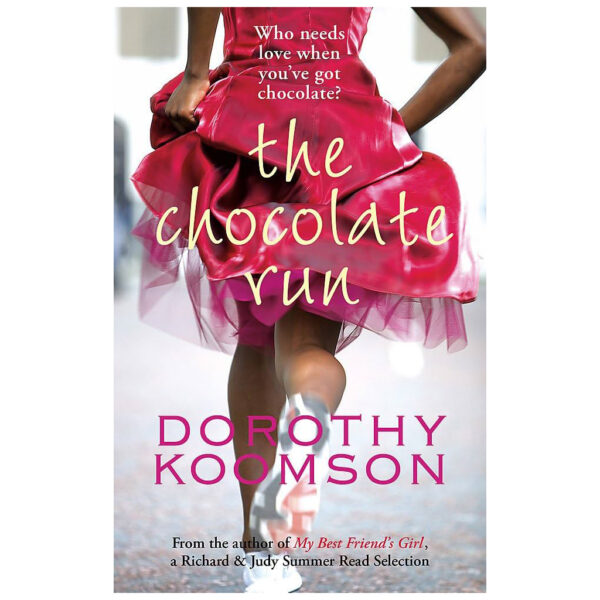 Who needs
love when
you've got
chocolate?
the
chocolate
run
DOROTHY
KOOMSON
From the author of My Best Friend's Girl,
a Richard & Judy Summer Read Selection